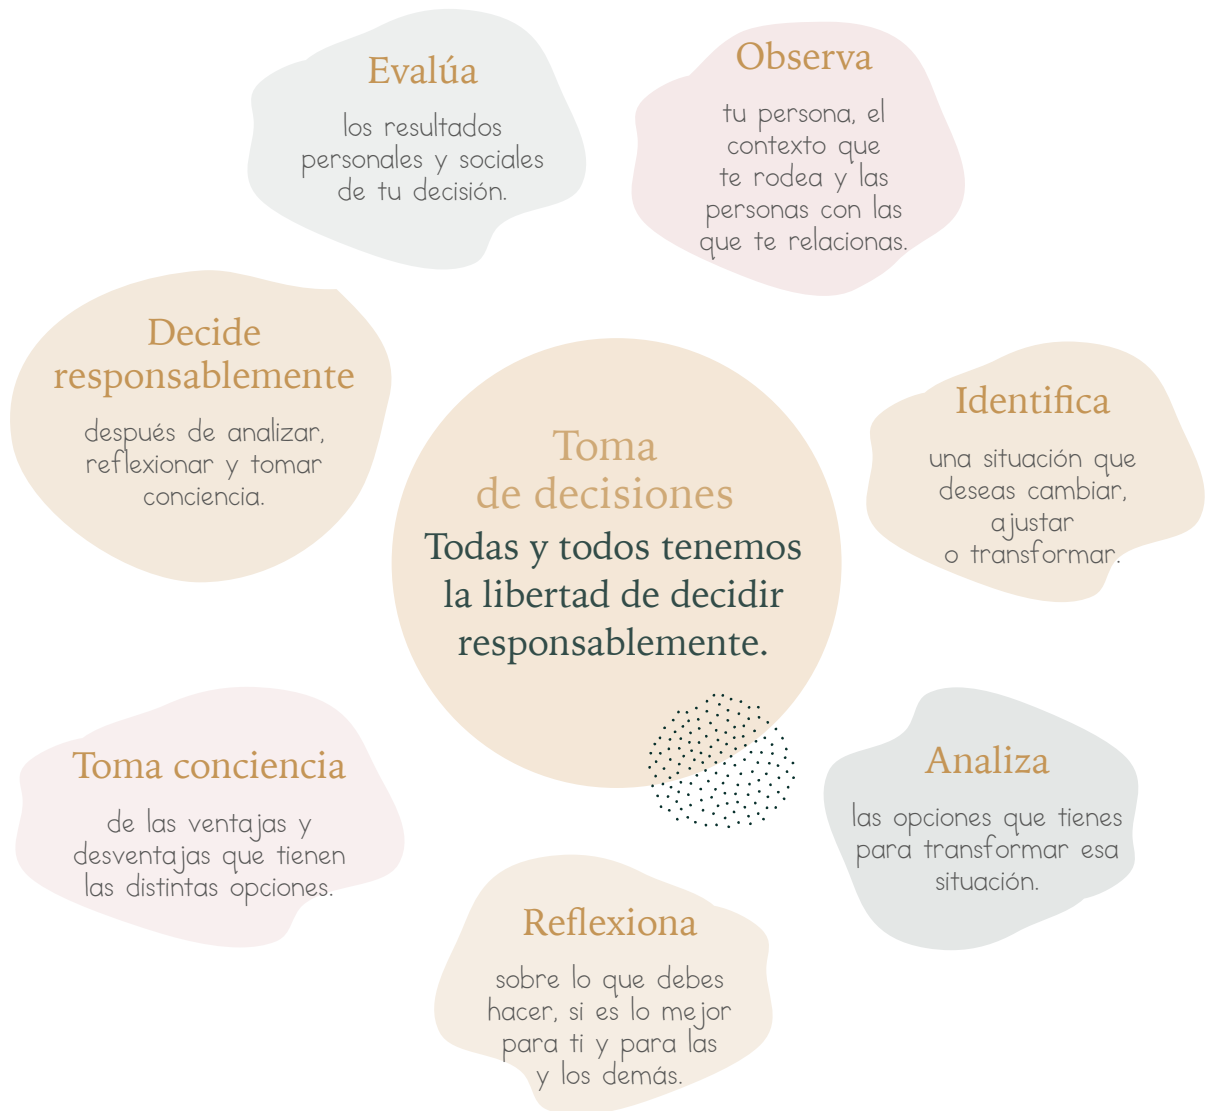 Evalúa
los resultados
personales y sociales
de tu decisión.
Observa
tu persona, el
contexto que
te rodea y las
personas con las
que te relacionas.
Decide
responsablemente
después de analizar,
reflexionar y tomar
conciencia.
Toma
de decisiones
Todas y todos tenemos
la libertad de decidir
responsablemente.
Identifica
una situación que
deseas cambiar,
ajustar
o transformar.
Toma conciencia
de las ventajas y
desventajas que tienen
las distintas opciones.
Analiza
las opciones que tienes
para transformar esa
situación.
Reflexiona
sobre lo que debes
hacer, si es lo mejor
para ti y para las
y los demás.